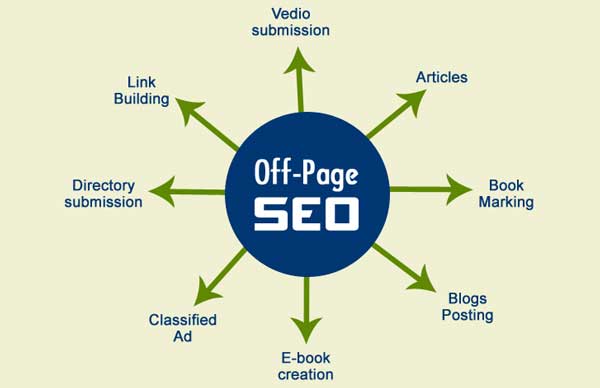 Vedio
submission
Articles
Link
Building
Off-Page
SEO
Directory
submission
Book
Marking
Classified
Ad
Blogs
Posting
E-book
creation